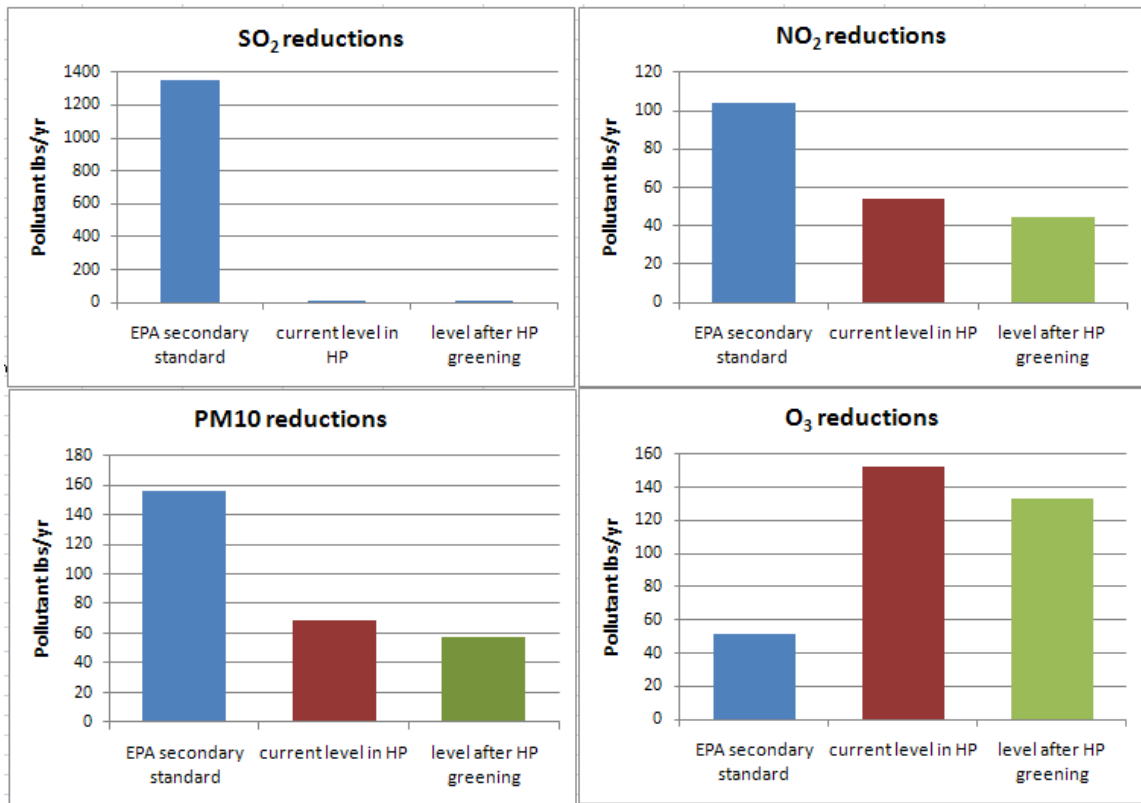 SO₂ reductions
Pollutant lbs/yr
1400
1200
1000
800
600
400
200
0
EPA secondary
standard
current level in
HP
level after HP
greening
NO₂ reductions
Pollutant lbs/yr
120
100
80
60
40
20
0
EPA secondary
standard
current level in HP
level after HP
greening
PM10 reductions
Pollutant lbs/yr
180
160
140
120
100
80
60
40
20
0
EPA secondary
standard
current level in HP
level after HP
greening
O₃ reductions
Pollutant lbs/yr
160
140
120
100
80
60
40
20
0
EPA secondary
standard
current level in HP
level after HP
greening